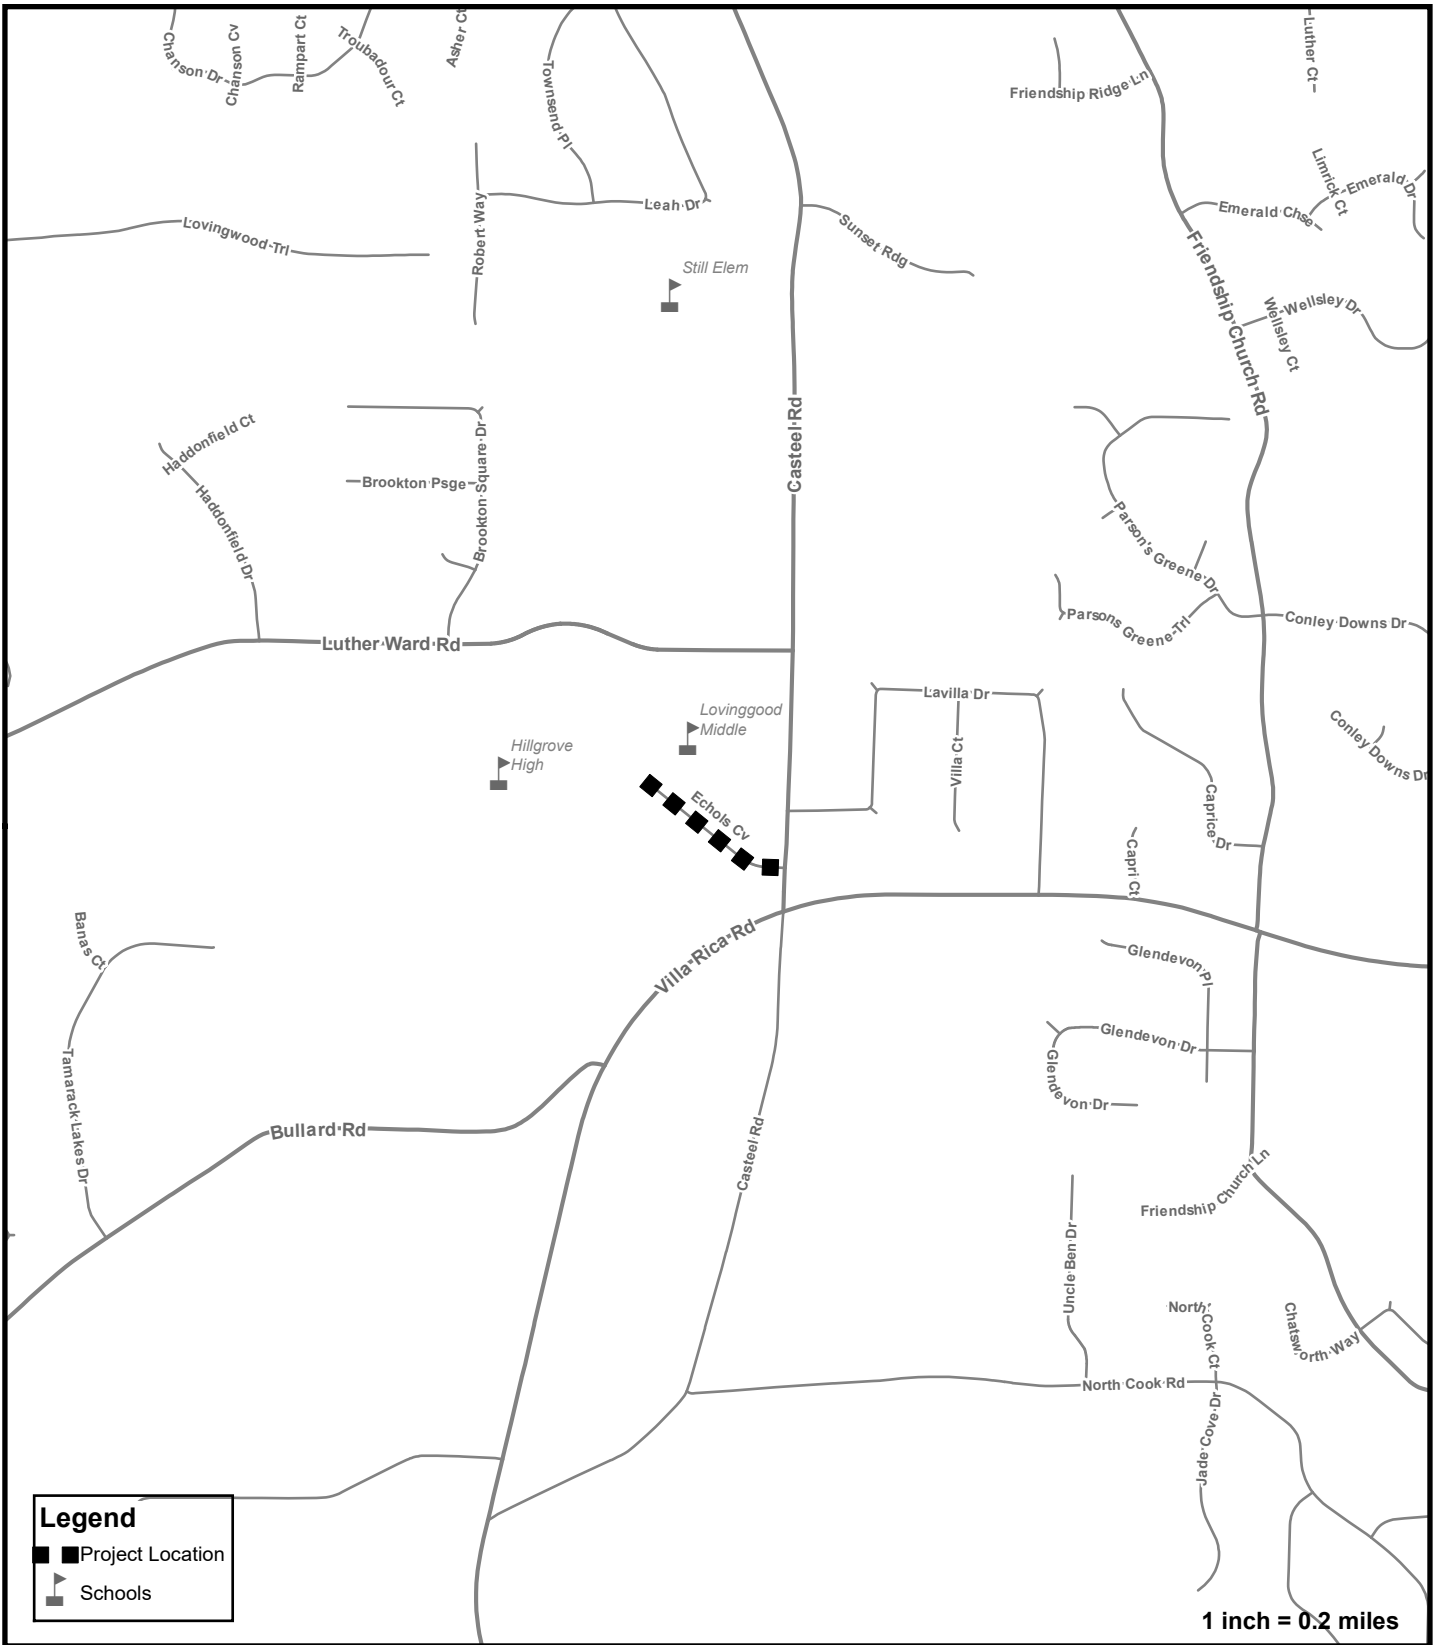 Chanson Dr
Chanson Cv
Rampart Ct
Troubadour Ct
Asher Ct
Townsend Pl
Friendship Ridge Ln
Luther Ct
Limrick Ct
Emerald Dr
Emerald Chse
Leah Dr
Robert Way
Lovingwood Trl
Sunset Rdg
Still Elem
Friendship Church Rd
Wellsley Dr
Wellsley Ct
Casteel Rd
Haddonfield Ct
Haddonfield Dr
Brookton Psge
Brookton Square Dr
Parson's Greene Dr
Parsons Greene Trl
Conley Downs Dr
Luther Ward Rd
Lavilla Dr
Villa Ct
Lovinggood
Middle
Hillgrove
High
Echols Cv
Conley Downs Dr
Caprice Dr
Capri Ct
Banas Ct
Villa Rica Rd
Glendevon Pl
Glendevon Dr
Glendevon Dr
Tamarack Lakes Dr
Bullard Rd
Casteel Rd
Friendship Church Ln
Uncle Ben Dr
North Cook Ct
Chatsworth Way
North Cook Rd
Jade Cove Dr
Legend
Project Location
Schools
1 inch = 0.2 miles